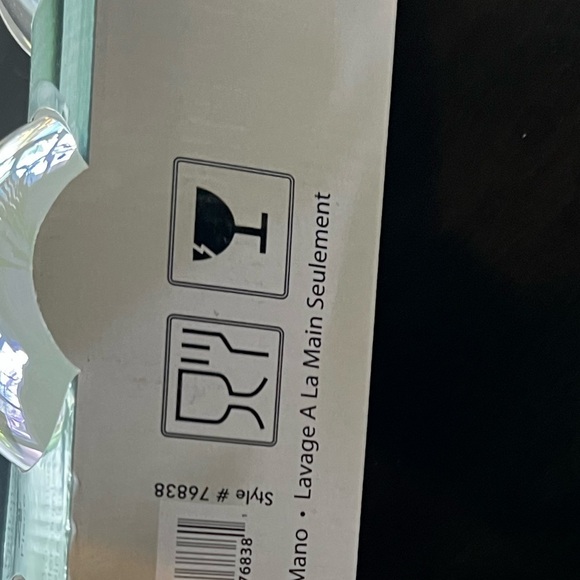 Mano • Lavage A La Main Seulement
Style # 76838
76838